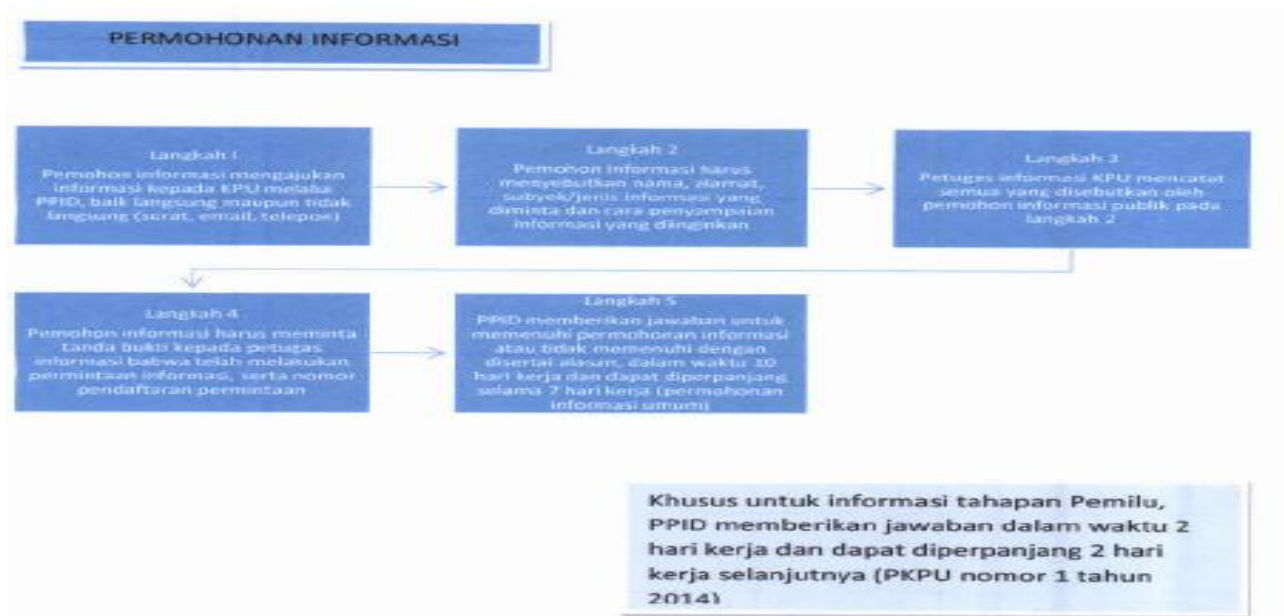 PERMOHONAN INFORMASI
Langkah 1
Pemohon informasi mengajukan
informasi kepada KPU melalui
PPID, baik langsung maupun tidak
langsung (surat, email, telepon)
Langkah 2
Pemohon informasi harus
menyebutkan nama, alamat,
subyek/jenis informasi yang
diminta dan cara penyampaian
informasi yang diinginkan
Langkah 3
Petugas informasi KPU mencatat
semua yang disebutkan oleh
pemohon informasi publik pada
langkah 2
Langkah 4
Pemohon informasi harus meminta
tanda bukti kepada petugas
informasi bahwa telah melakukan
permintaan informasi, serta nomor
pendaftaran permintaan
Langkah 5
PPID memberikan jawaban untuk
memenuhi permohonan informasi
atau tidak memenuhi dengan
disertai alasan, dalam waktu 10
hari kerja dan dapat diperpanjang
selama 7 hari kerja (permohonan
informasi umum)
Khusus untuk informasi tahapan Pemilu,
PPID memberikan jawaban dalam waktu 2
hari kerja dan dapat diperpanjang 2 hari
kerja selanjutnya (PKPU nomor 1 tahun
2014)